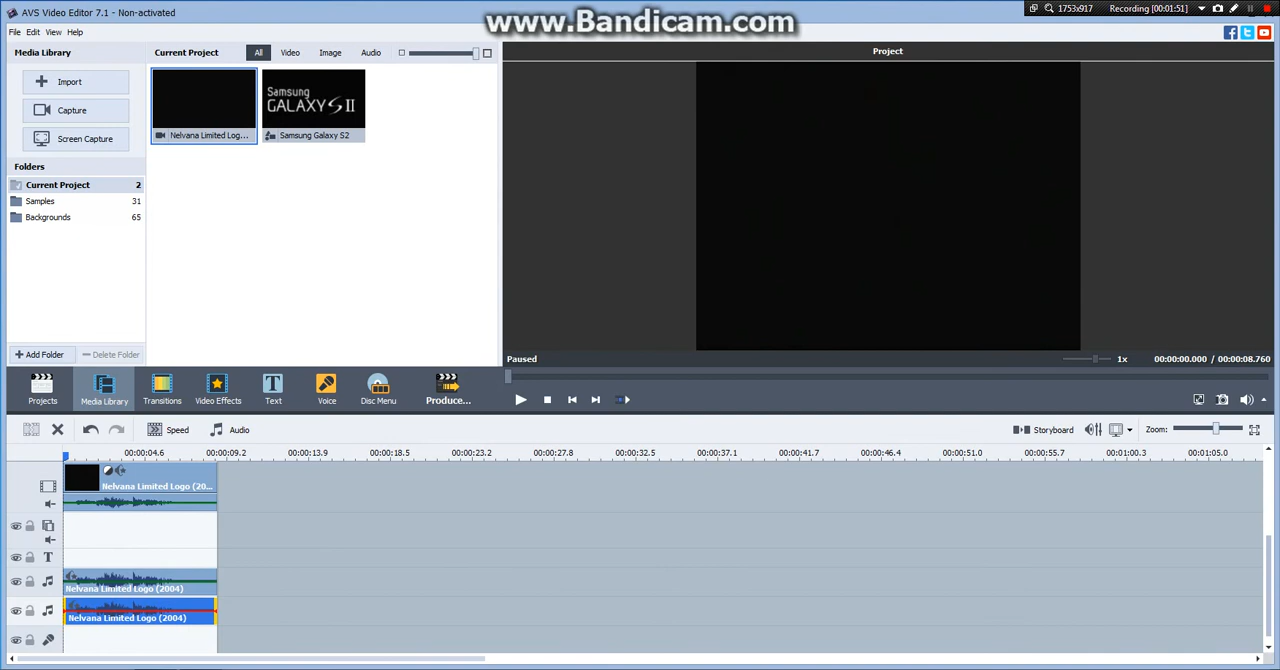 AVS Video Editor 7.1 - Non-activated
www.Bandicam.com
1753x917
Recording [00:01:51]
File Edit View Help
Media Library
Current Project
All
Video
Image
Audio
Project
Import
Capture
Screen Capture
Samsung
GALAXY S II
Nelvana Limited Log...
Samsung Galaxy S2
Folders
Current Project 2
Samples 31
Backgrounds 65
Add Folder
Delete Folder
Paused
1x
00:00:00.000 / 00:00:08.760
Projects
Media Library
Transitions
Video Effects
Text
Voice
Disc Menu
Produce...
Speed
Audio
Storyboard
Zoom:
00:00:04.6 00:00:09.2 00:00:13.9 00:00:18.5 00:00:23.2 00:00:27.8 00:00:32.5 00:00:37.1 00:00:41.7 00:00:46.4 00:00:51.0 00:00:55.7 00:01:00.3 00:01:05.0
Nelvana Limited Logo (20...
T
Nelvana Limited Logo (2004)
Nelvana Limited Logo (2004)